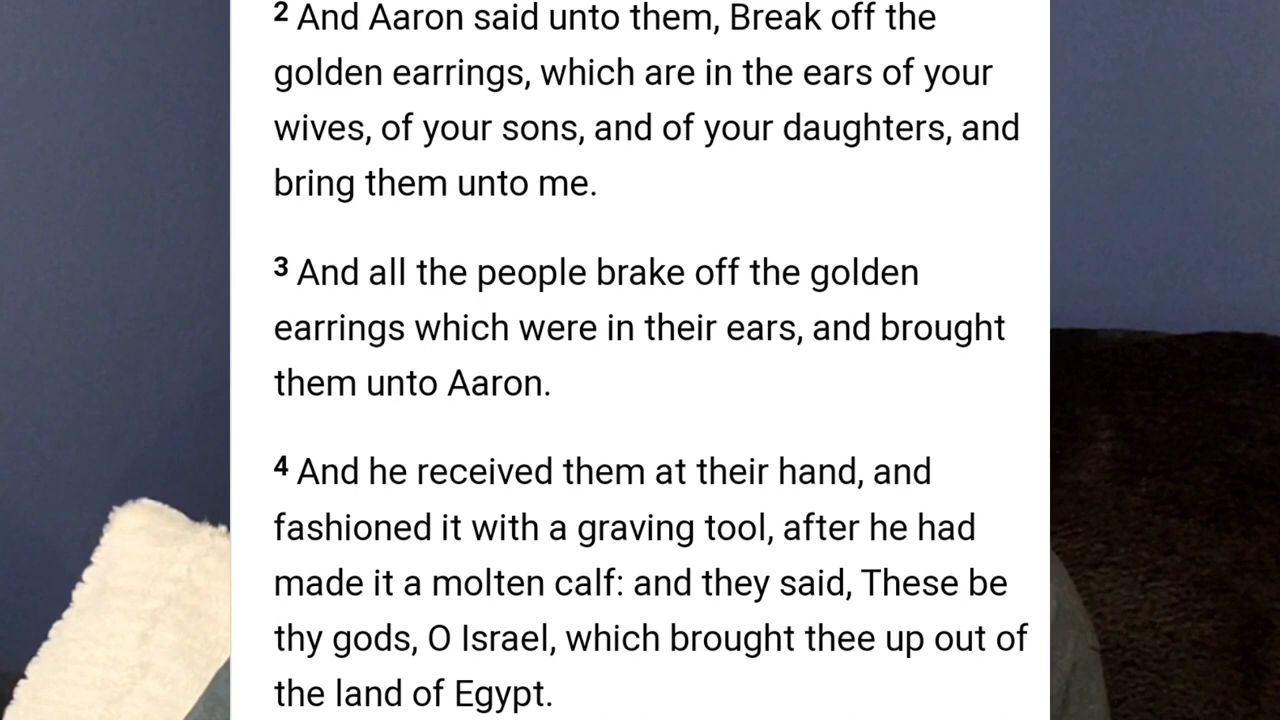 2 And Aaron said unto them, Break off the
golden earrings, which are in the ears of your
wives, of your sons, and of your daughters, and
bring them unto me.
3 And all the people brake off the golden
earrings which were in their ears, and brought
them unto Aaron.
4 And he received them at their hand, and
fashioned it with a graving tool, after he had
made it a molten calf: and they said, These be
thy gods, O Israel, which brought thee up out of
the land of Egypt.